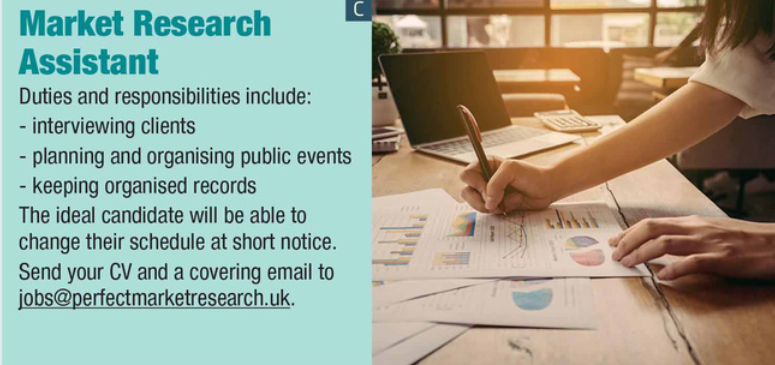 C
Market Research
Assistant
Duties and responsibilities include:
- interviewing clients
- planning and organising public events
- keeping organised records
The ideal candidate will be able to
change their schedule at short notice.
Send your CV and a covering email to
jobs@perfectmarketresearch.uk.